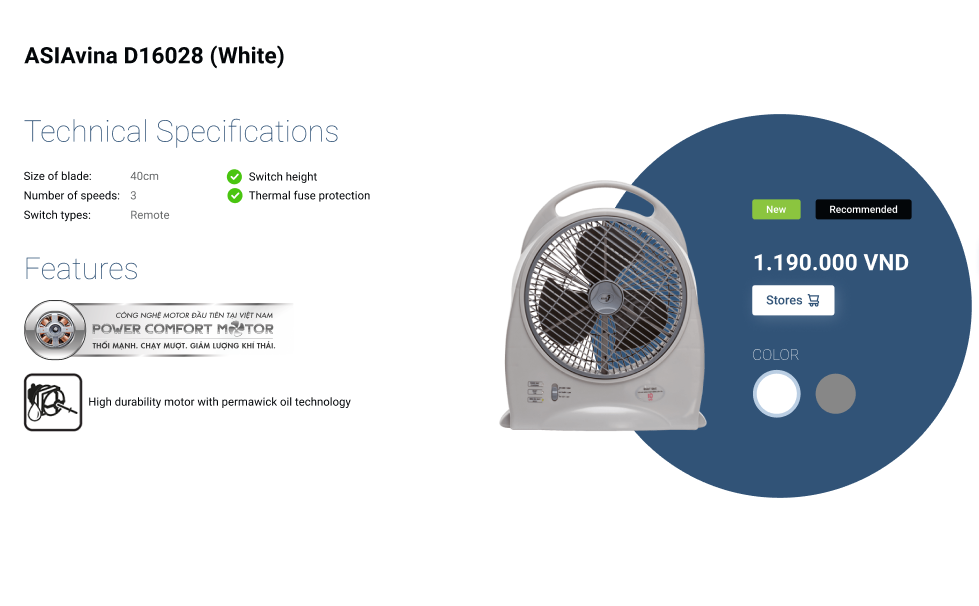 ASIAvina D16028 (White)
Technical Specifications
Size of blade: 40cm
Number of speeds: 3
Switch types: Remote
Switch height
Thermal fuse protection
Features
CÔNG NGHỆ MOTOR ĐẦU TIÊN TẠI VIỆT NAM
POWER COMFORT MOTOR
THỔI MẠNH. CHẠY MƯỢT. GIẢM LƯỢNG KHÍ THẢI.
High durability motor with permawick oil technology
New
Recommended
1.190.000 VND
Stores
COLOR